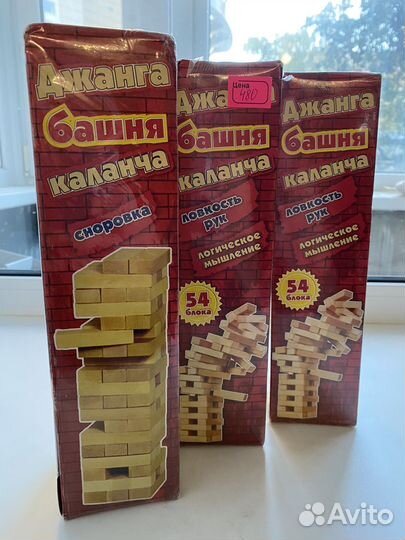 Джанга
башня
каланча
сноровка
Цена
480
Джанга
башня
каланча
ловкость
рук
логическое
мышление
54
блока
Джанга
башня
каланча
ловкость
рук
логическое
мышление
54
блока
Avito